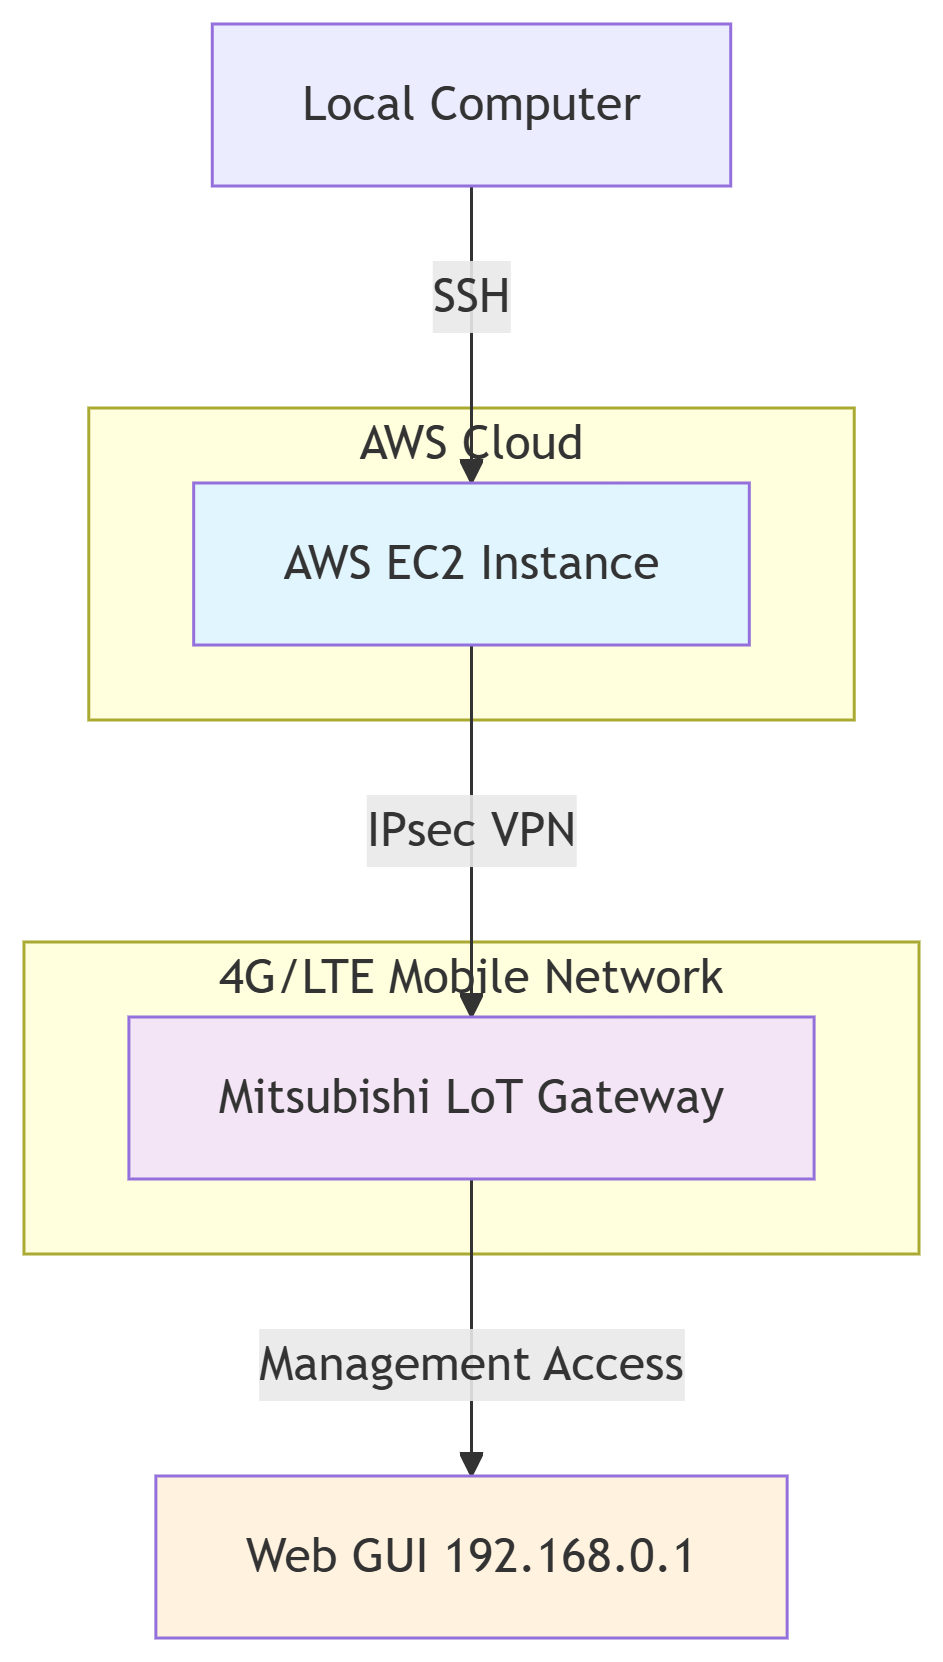 Local Computer
SSH
AWS Cloud
AWS EC2 Instance
IPsec VPN
4G/LTE Mobile Network
Mitsubishi LoT Gateway
Management Access
Web GUI 192.168.0.1